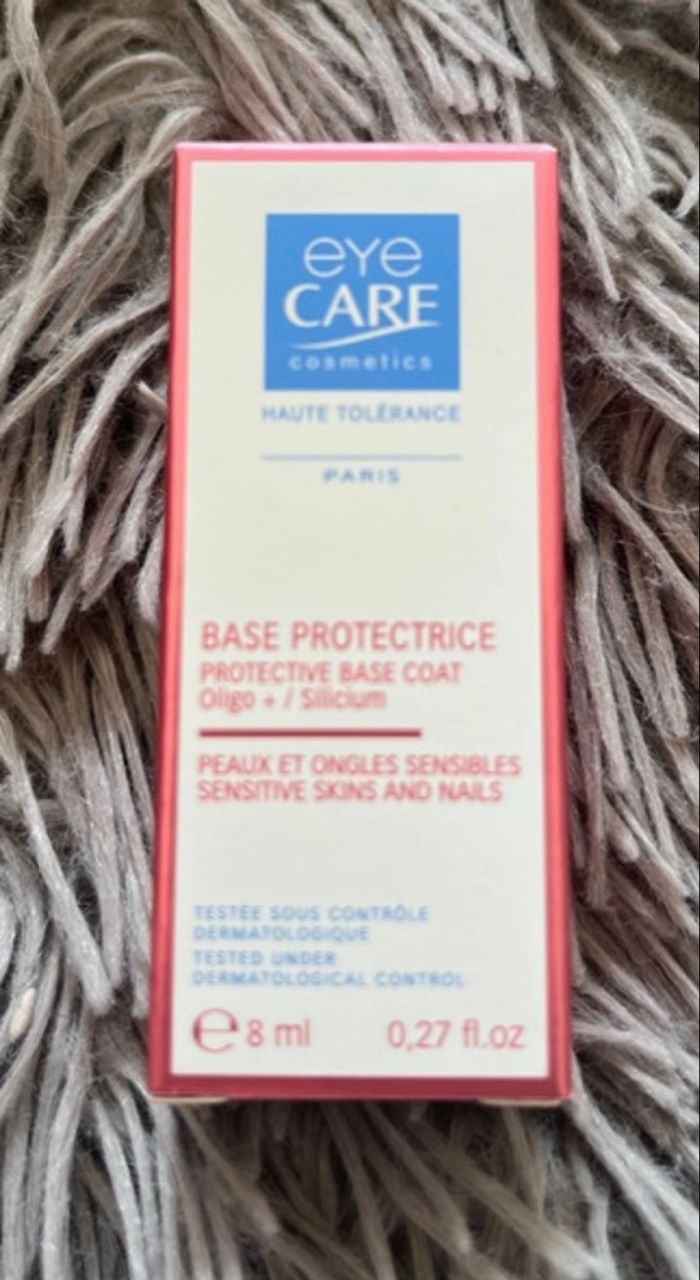 eye
CARE
cosmetics
HAUTE TOLÉRANCE
PARIS
BASE PROTECTRICE
PROTECTIVE BASE COAT
Oligo + / Silicium
PEAUX ET ONGLES SENSIBLES
SENSITIVE SKINS AND NAILS
TESTÉE SOUS CONTRÔLE
DERMATOLOGIQUE
TESTED UNDER
DERMATOLOGICAL CONTROL
℮ 8 ml 0,27 fl.oz